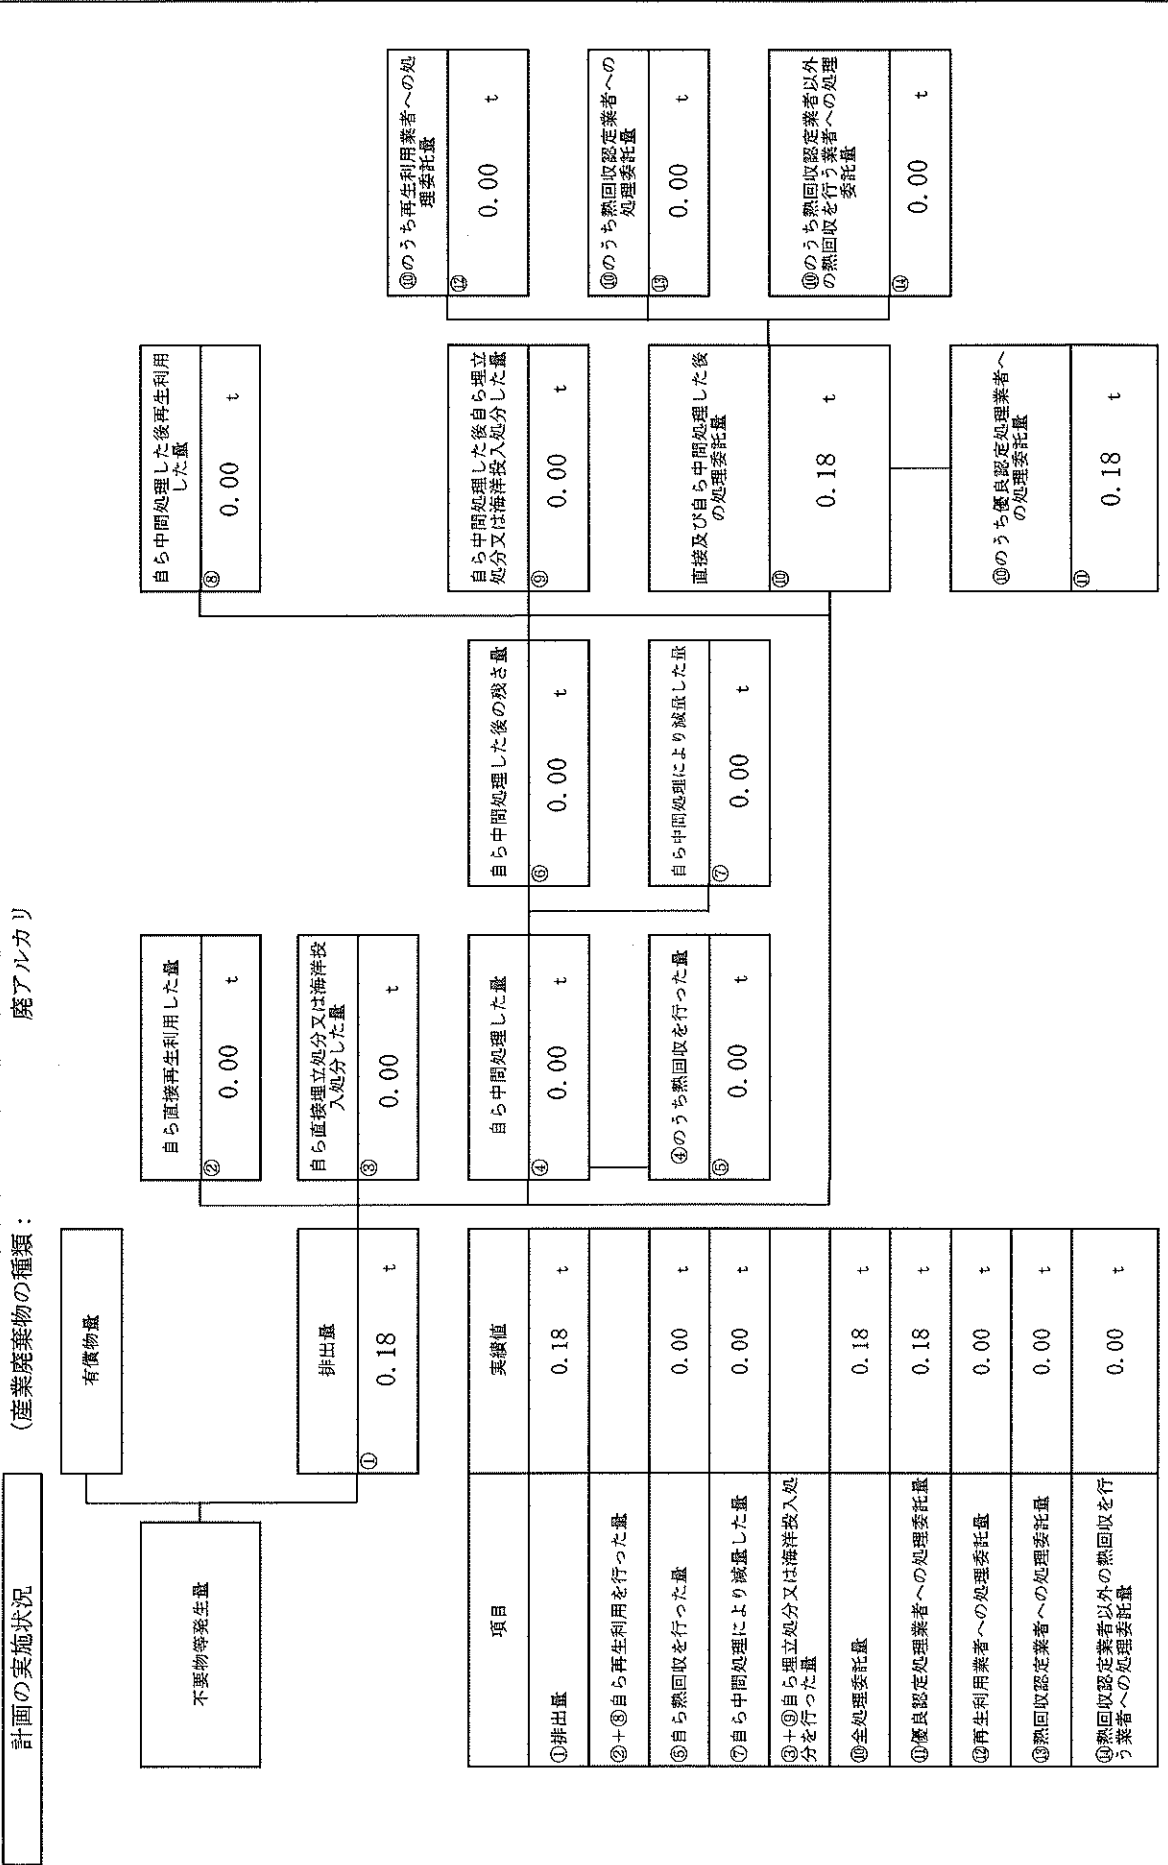 計画の実施状況
(産業廃棄物の種類:
廃アルカリ
不要物等発生量
有償物量
排出量
①
0.18 t
自ら直接再生利用した量
②
0.00 t
自ら直接埋立処分又は海洋投
入処分した量
③
0.00 t
自ら中間処理した量
④
0.00 t
④のうち熱回収を行った量
⑤
0.00 t
自ら中間処理した後の残さ量
⑥
0.00 t
自ら中間処理により減量した量
⑦
0.00 t
自ら中間処理した後再生利用
した量
⑧
0.00 t
自ら中間処理した後自ら埋立
処分又は海洋投入処分した量
⑨
0.00 t
直接及び自ら中間処理した後
の処理委託量
⑩
0.18 t
⑩のうち優良認定処理業者へ
の処理委託量
⑪
0.18 t
⑩のうち再生利用業者への処
理委託量
⑫
0.00 t
⑩のうち熱回収認定業者への
処理委託量
⑬
0.00 t
⑩のうち熱回収認定業者以外
の熱回収を行う業者への処理
委託量
⑭
0.00 t
項目 実績値
①排出量 0.18 t
②+⑧自ら再生利用を行った量
⑤自ら熱回収を行った量 0.00 t
⑦自ら中間処理により減量した量 0.00 t
③+⑨自ら埋立処分又は海洋投入処
分を行った量
⑩全処理委託量 0.18 t
⑪優良認定処理業者への処理委託量 0.18 t
⑫再生利用業者への処理委託量 0.00 t
⑬熱回収認定業者への処理委託量 0.00 t
⑭熱回収認定業者以外の熱回収を行
う業者への処理委託量 0.00 t